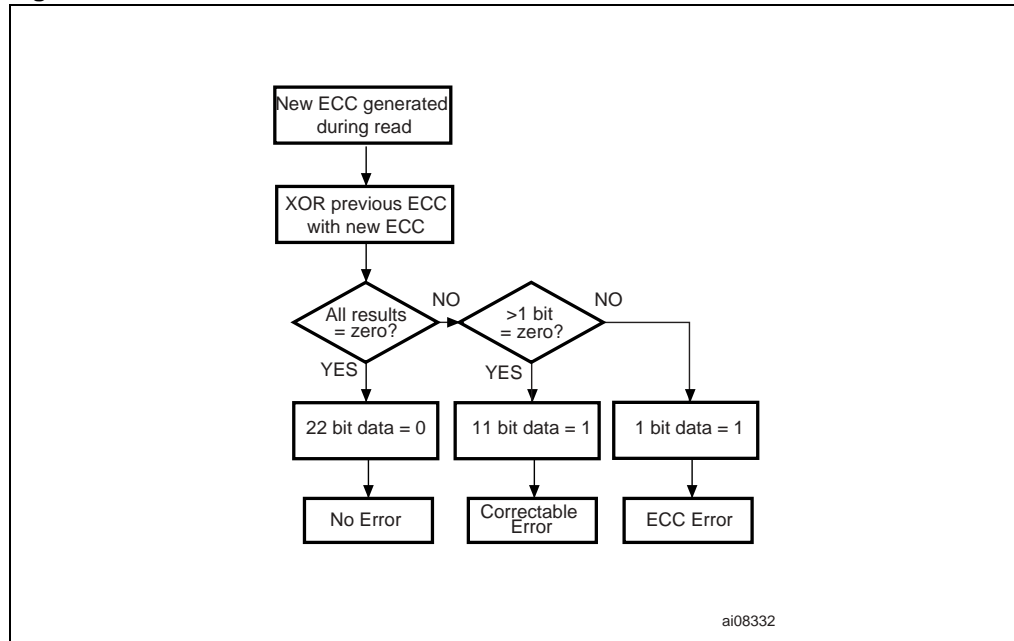 New ECC generated
during read
XOR previous ECC
with new ECC
All results
= zero?
NO
>1 bit
= zero?
NO
YES
YES
22 bit data = 0
11 bit data = 1
1 bit data = 1
No Error
Correctable
Error
ECC Error
ai08332